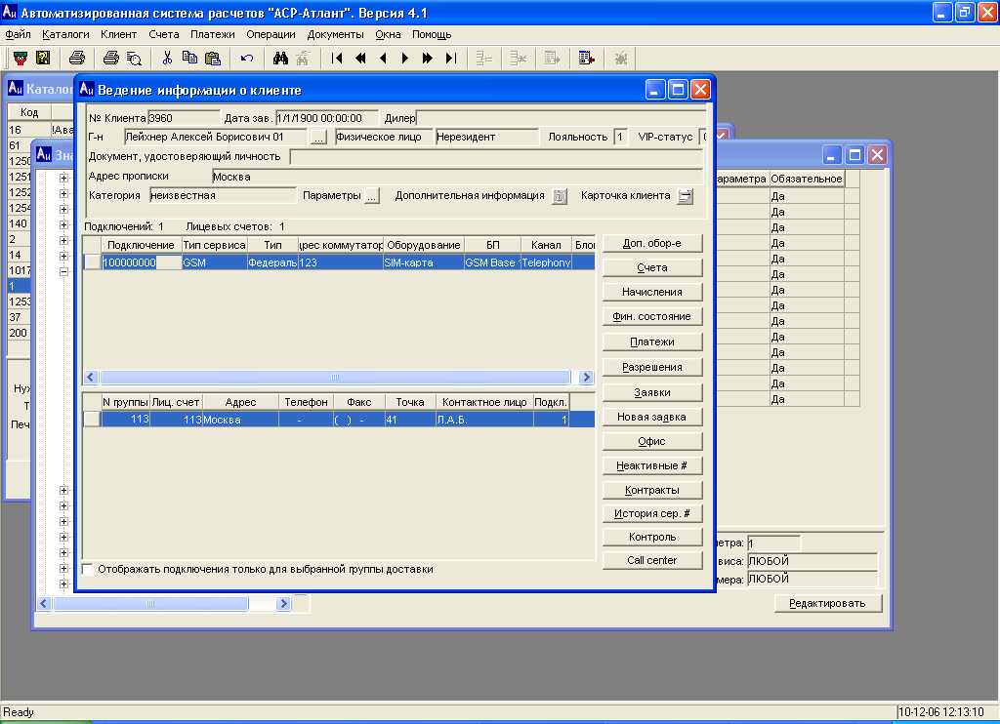 Автоматизированная система расчетов "АСР-Атлант". Версия 4.1
Файл Каталоги Клиент Счета Платежи Операции Документы Окна Помощь
Ведение информации о клиенте
№ Клиента 3960 Дата зав. 1/1/1900 00:00:00 Дилер
Г-н Лейхнер Алексей Борисович 01 ... Физическое лицо Нерезидент Лояльность 1 VIP-статус
Документ, удостоверяющий личность
Адрес прописки Москва
Категория неизвестная Параметры ... Дополнительная информация Карточка клиента
Подключений: 1 Лицевых счетов: 1
Подключение Тип сервиса Тип рес коммутатор Оборудование БП Канал Бло
100000000 GSM Федераль 123 SIM-карта GSM Base Telephony
N группы Лиц. счет Адрес Телефон Факс Точка Контактное лицо Подкл.
113 113 Москва - ( ) - 41 Л.А.Б. 1
Отображать подключения только для выбранной группы доставки
Доп. обор-е
Счета
Начисления
Фин. состояние
Платежи
Разрешения
Заявки
Новая заявка
Офис
Неактивные #
Контракты
История сер. #
Контроль
Call center
Каталог
Код
16 !Ава
61
1250
1251
1252
1254
140
2
14
1017
1
1253
37
200
Нуж
Т
Печ
Зна
араметра Обязательное
Да
Да
Да
Да
Да
Да
Да
Да
Да
Да
Да
Да
Да
Да
етра: 1
виса: ЛЮБОЙ
мера: ЛЮБОЙ
Редактировать
Ready 10-12-06 12:13:10